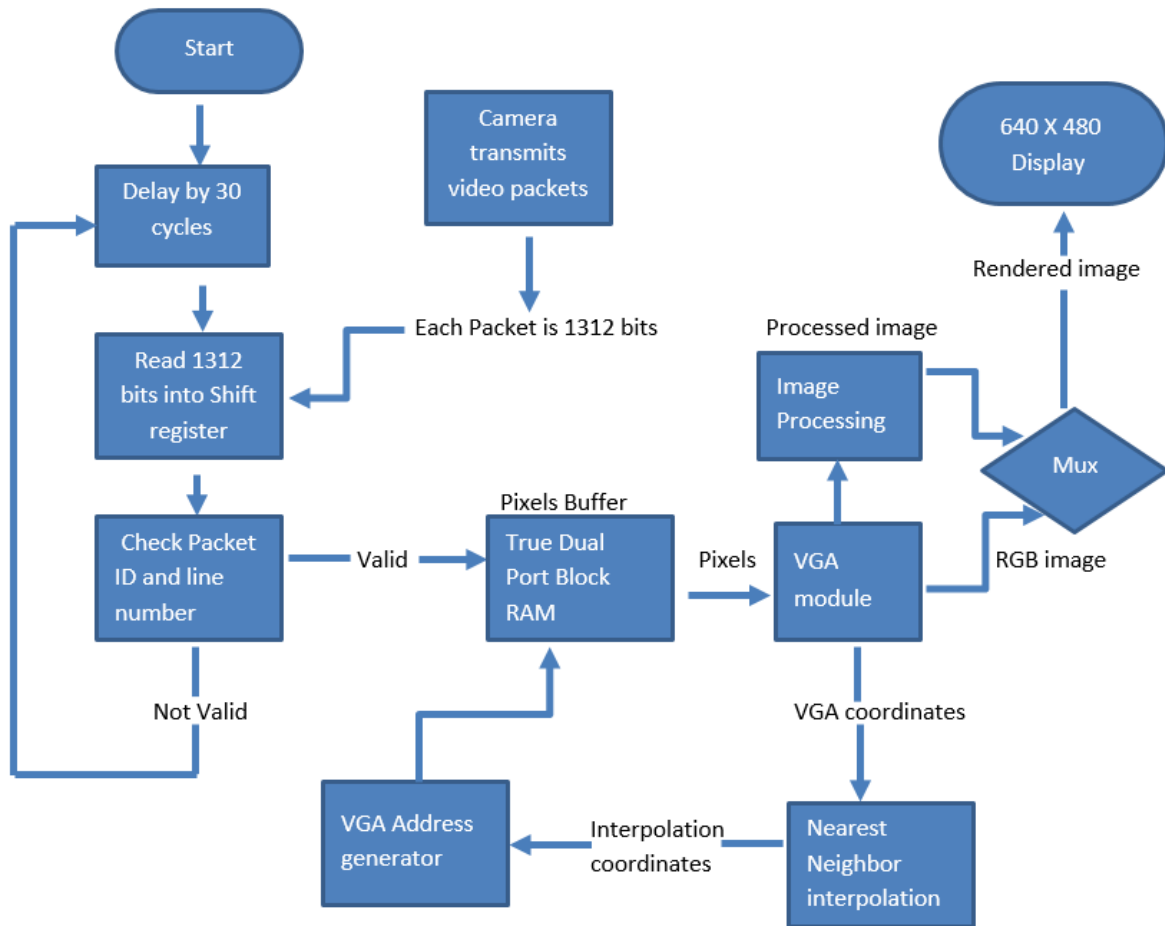 Start
Camera
transmits
video packets
640 X 480
Display
Delay by 30
cycles
Rendered image
Each Packet is 1312 bits
Processed image
Read 1312
bits into Shift
register
Image
Processing
Mux
Pixels Buffer
Check Packet
ID and line
number
Valid
True Dual
Port Block
RAM
Pixels
VGA
module
RGB image
Not Valid
VGA coordinates
VGA Address
generator
Interpolation
coordinates
Nearest
Neighbor
interpolation